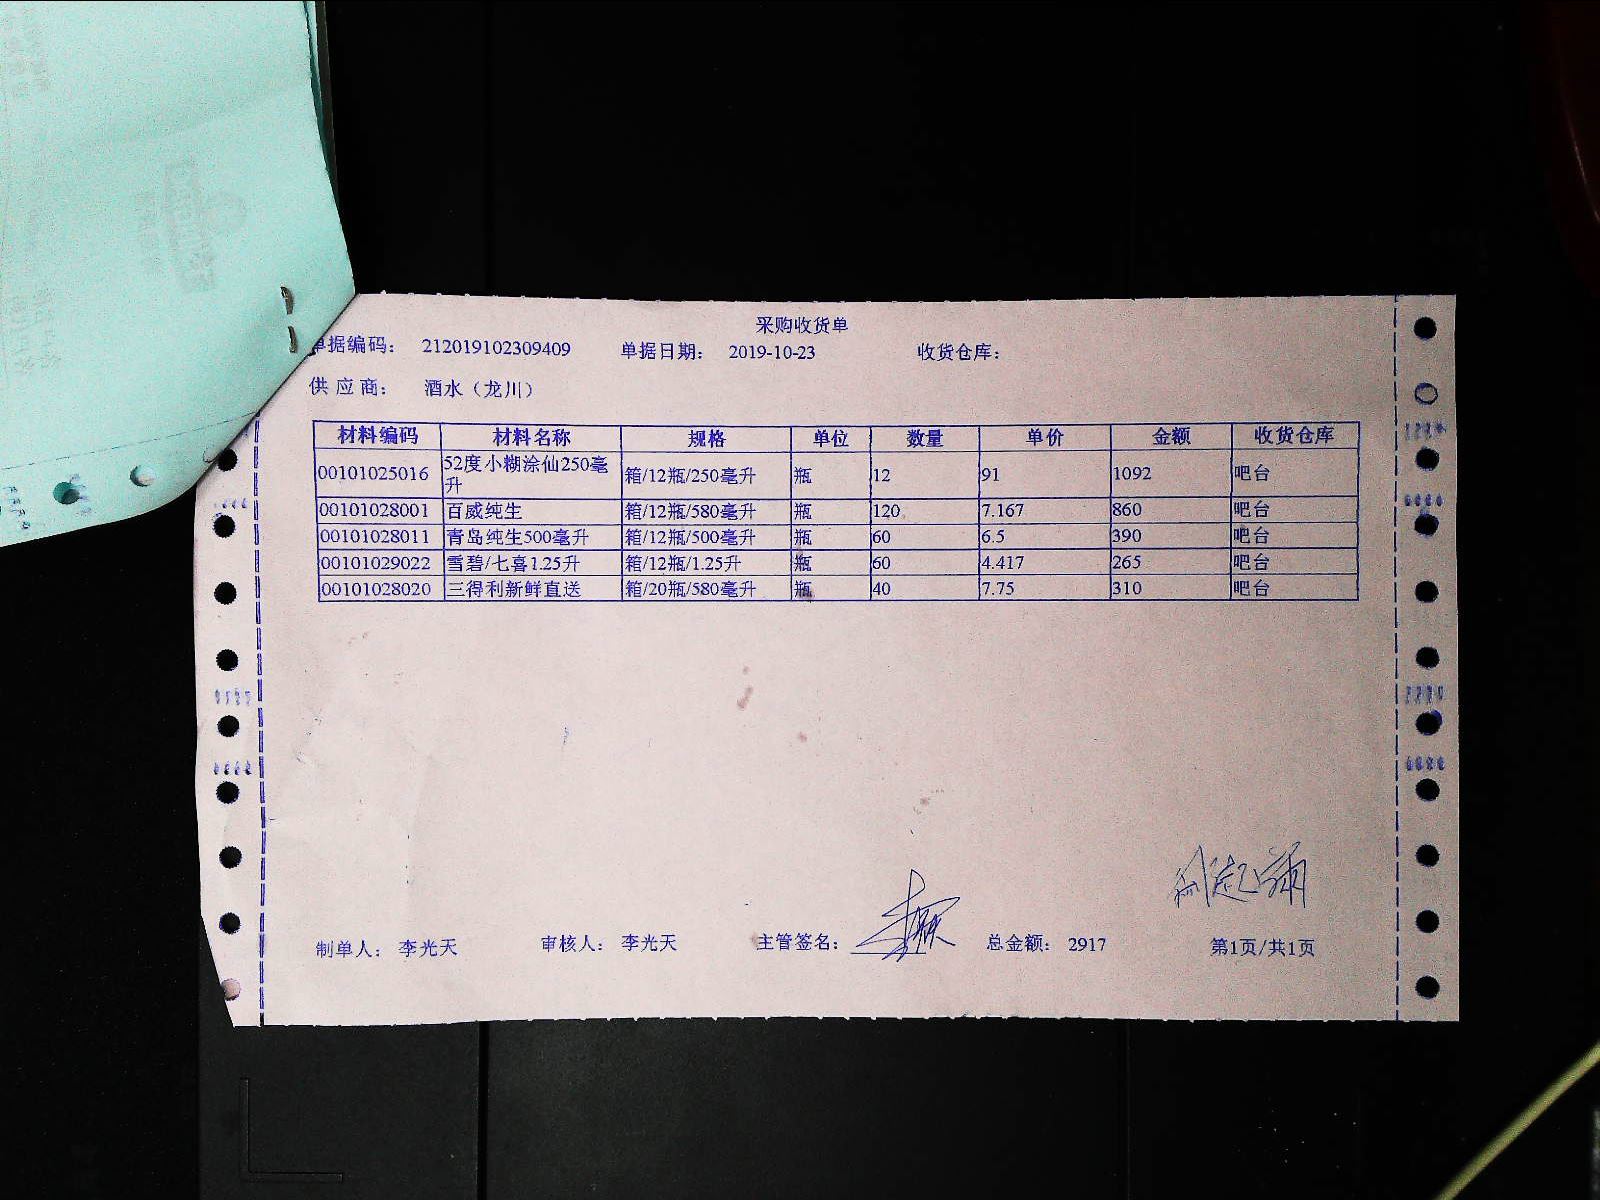 采购收货单
单据编码： 212019102309409 单据日期： 2019-10-23 收货仓库：
供应商： 酒水（龙川）
材料编码 材料名称 规格 单位 数量 单价 金额 收货仓库
00101025016 52度小糊涂仙250毫升 箱/12瓶/250毫升 瓶 12 91 1092 吧台
00101028001 百威纯生 箱/12瓶/580毫升 瓶 120 7.167 860 吧台
00101028011 青岛纯生500毫升 箱/12瓶/500毫升 瓶 60 6.5 390 吧台
00101029022 雪碧/七喜1.25升 箱/12瓶/1.25升 瓶 60 4.417 265 吧台
00101028020 三得利新鲜直送 箱/20瓶/580毫升 瓶 40 7.75 310 吧台
制单人： 李光天 审核人： 李光天 主管签名： 总金额： 2917 第1页/共1页